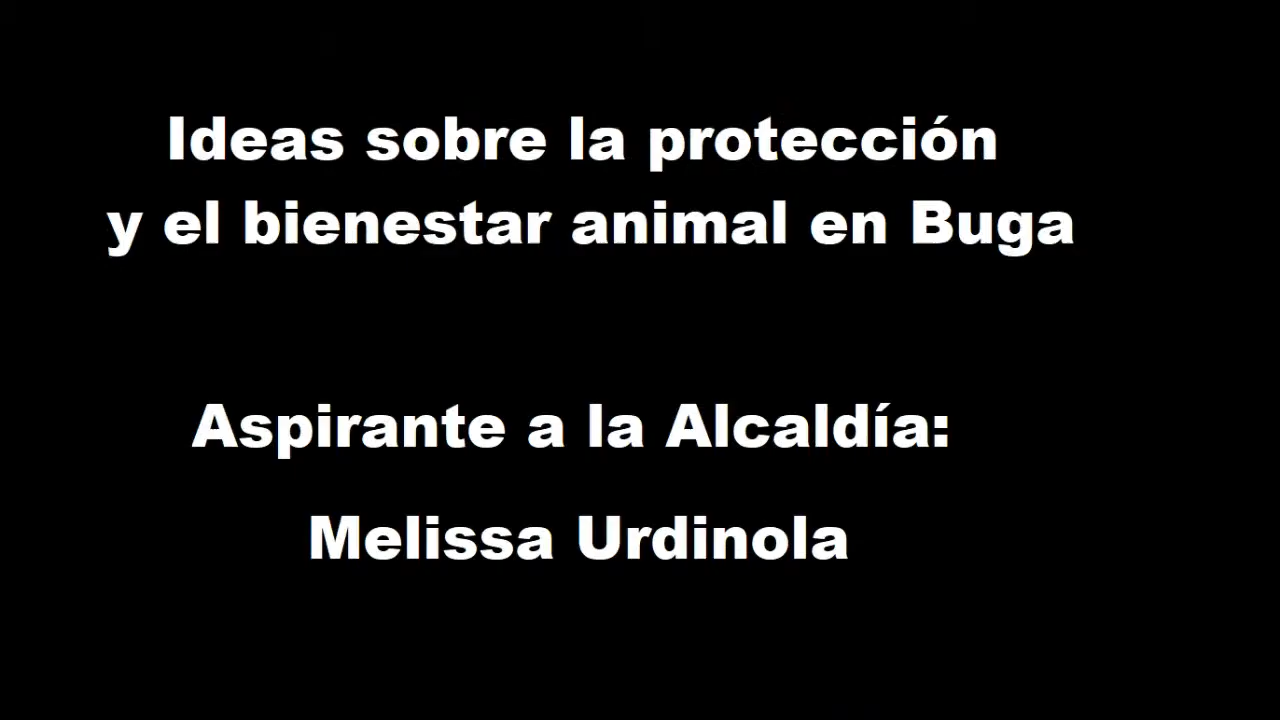 Ideas sobre la protección
y el bienestar animal en Buga
Aspirante a la Alcaldía:
Melissa Urdinola